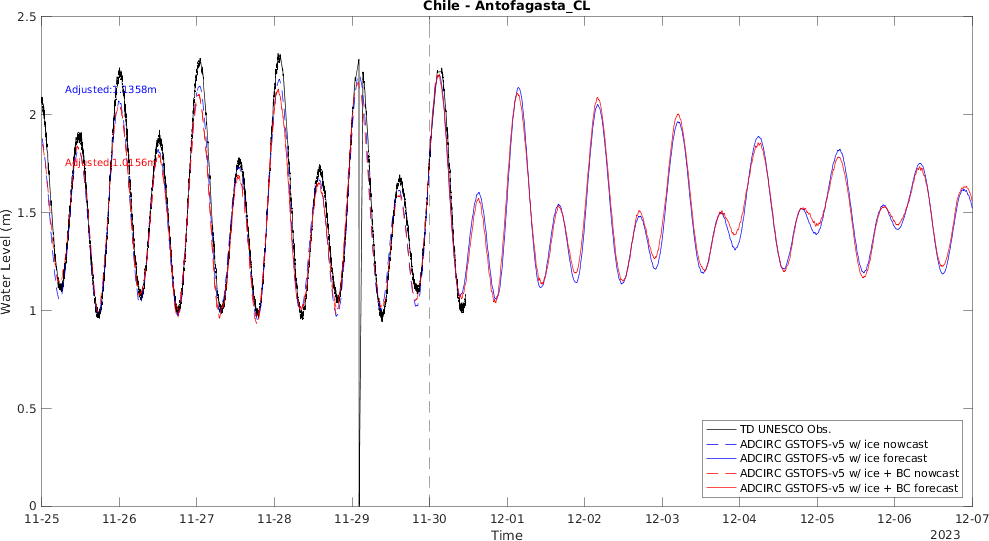 Chile - Antofagasta_CL
Water Level (m)
2.5
2
1.5
1
0.5
0
Adjusted:1.1358m
Adjusted:1.0156m
TD UNESCO Obs.
ADCIRC GSTOFS-v5 w/ ice nowcast
ADCIRC GSTOFS-v5 w/ ice forecast
ADCIRC GSTOFS-v5 w/ ice + BC nowcast
ADCIRC GSTOFS-v5 w/ ice + BC forecast
11-25 11-26 11-27 11-28 11-29 11-30 12-01 12-02 12-03 12-04 12-05 12-06 12-07
Time
2023